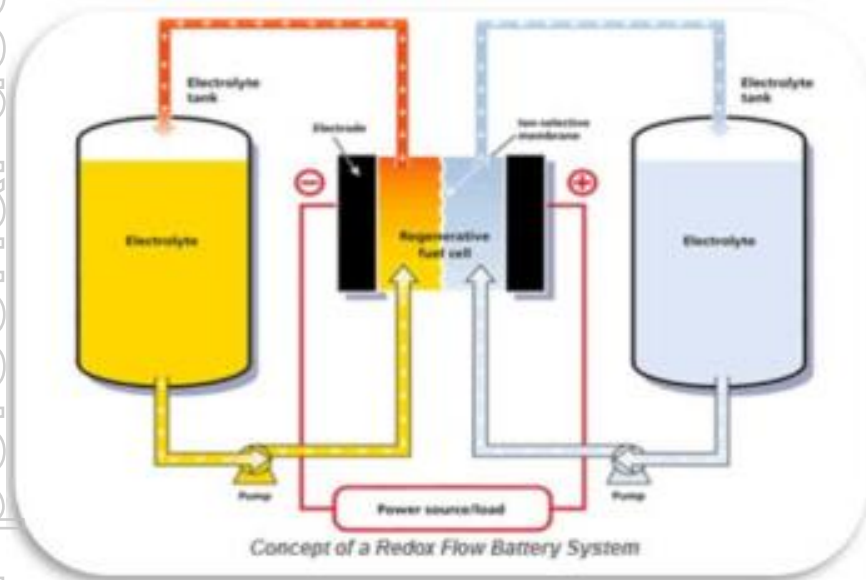 Electrolyte
tank
Electrolyte
tank
Electrode
Ion-selective
membrane
−
+
Electrolyte
Regenerative
fuel cell
Electrolyte
Pump
Pump
Power source/load
Concept of a Redox Flow Battery System